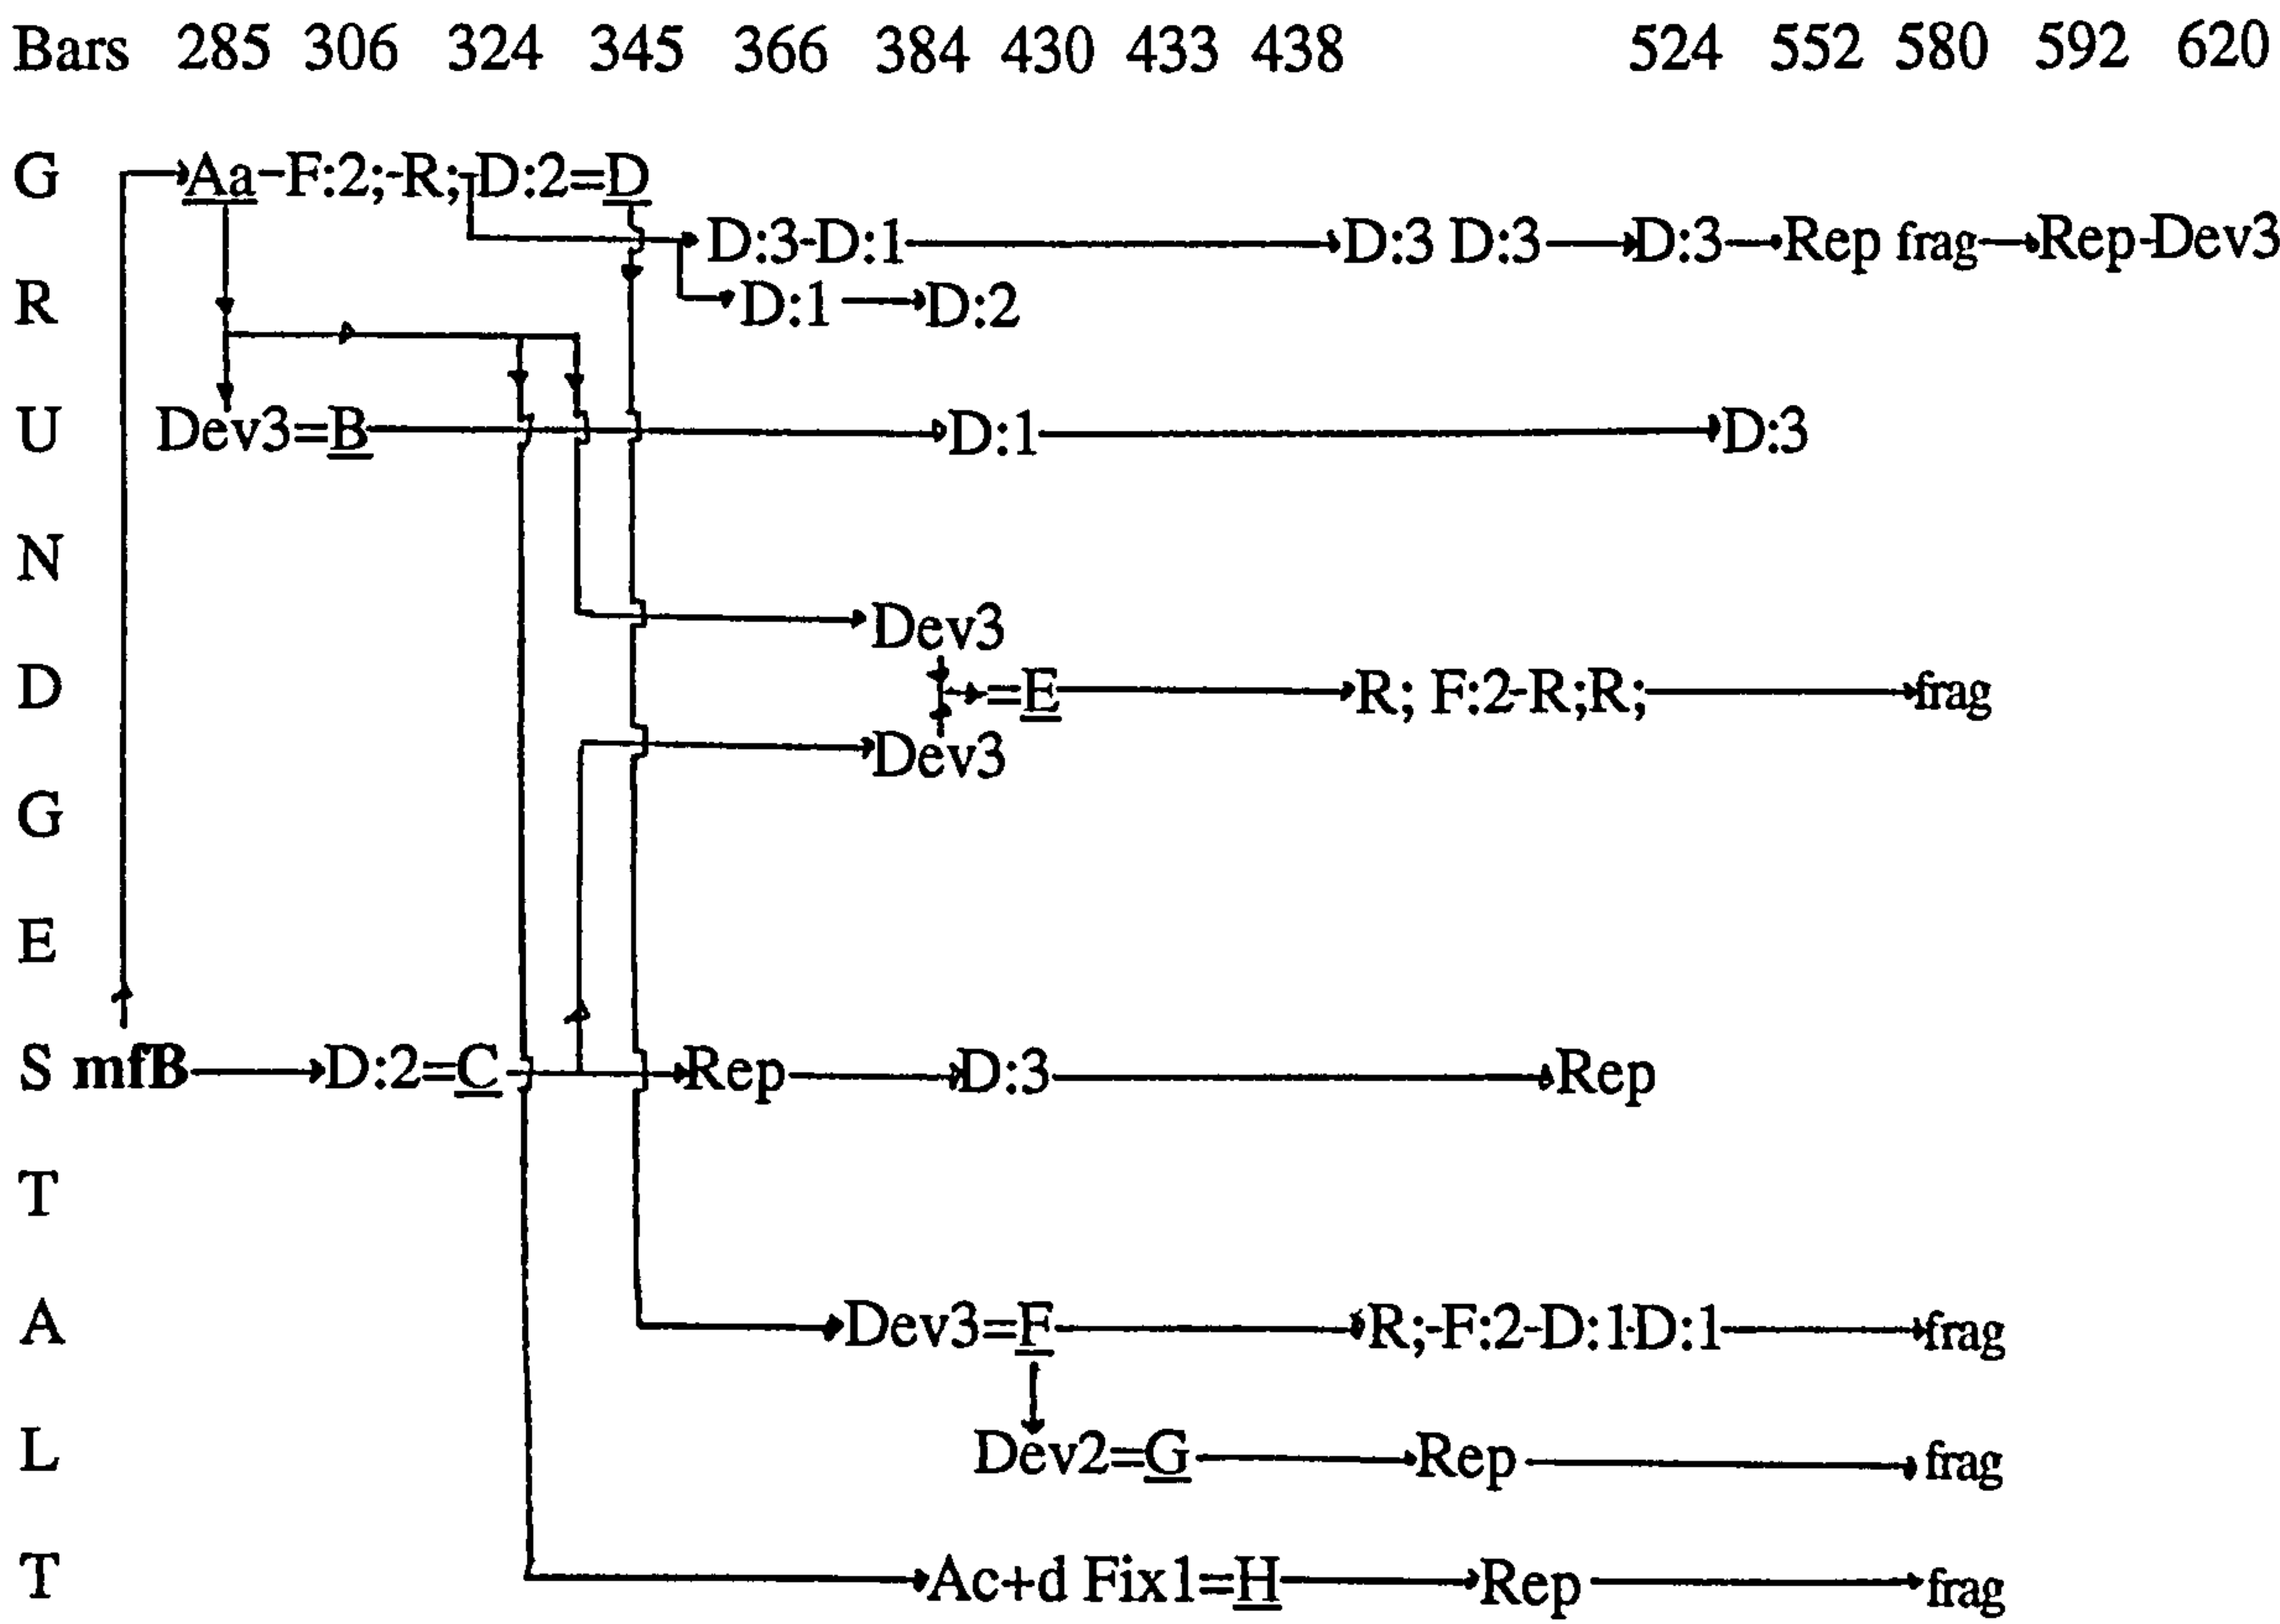 Bars 285 306 324 345 366 384 430 433 438 524 552 580 592 620
G Aa-F:2;-R;-D:2=D
D:3-D:1 D:3 D:3 D:3 Rep frag Rep-Dev3
R D:1 D:2
U Dev3=B D:1 D:3
N
Dev3
D =E R; F:2-R;R; frag
Dev3
G
E
S mfB D:2=C Rep D:3 Rep
T
A Dev3=F R;-F:2-D:1-D:1 frag
L Dev2=G Rep frag
T Ac+d Fix1=H Rep frag